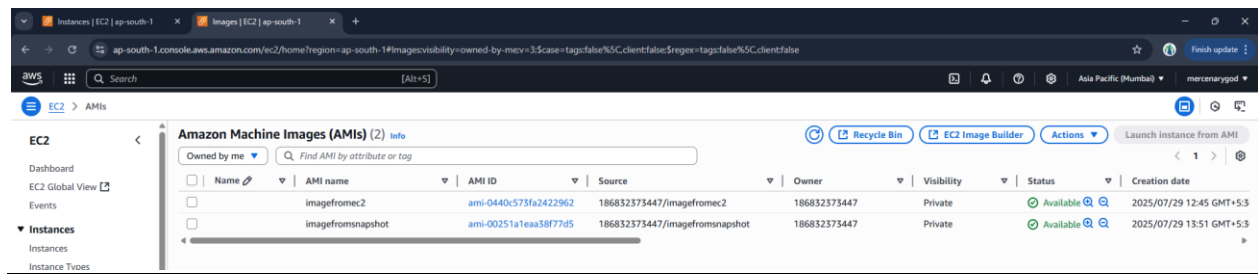 Instances | EC2 | ap-south-1
Images | EC2 | ap-south-1
ap-south-1.console.aws.amazon.com/ec2/home?region=ap-south-1#Images:visibility=owned-by-me;v=3;$case=tags:false%5C,client:false;$regex=tags:false%5C,client:false
Finish update
aws Search [Alt+S] Asia Pacific (Mumbai) mercenarygod
EC2 > AMIs
EC2
Dashboard
EC2 Global View
Events
Instances
Instances
Instance Types
Amazon Machine Images (AMIs) (2) Info
Recycle Bin EC2 Image Builder Actions Launch instance from AMI
Owned by me Find AMI by attribute or tag 1
Name AMI name AMI ID Source Owner Visibility Status Creation date
imagefromec2 ami-0440c573fa2422962 186832373447/imagefromec2 186832373447 Private Available 2025/07/29 12:45 GMT+5:3
imagefromsnapshot ami-00251a1eaa38f77d5 186832373447/imagefromsnapshot 186832373447 Private Available 2025/07/29 13:51 GMT+5:3